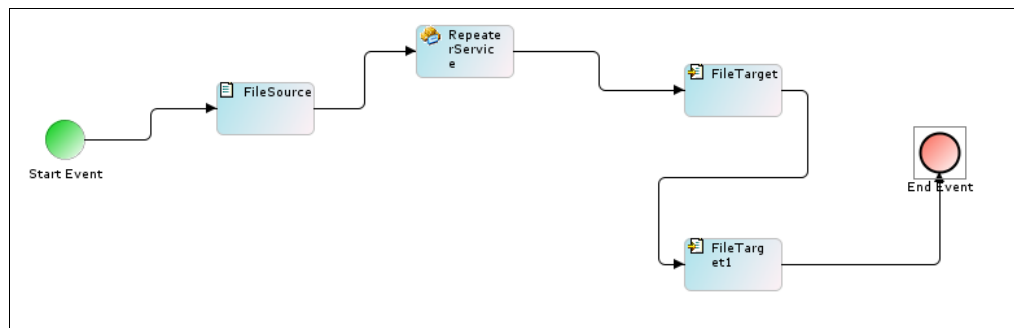 Repeate
rServic
e
FileTarget
FileSource
Start Event
End Event
FileTarg
et1